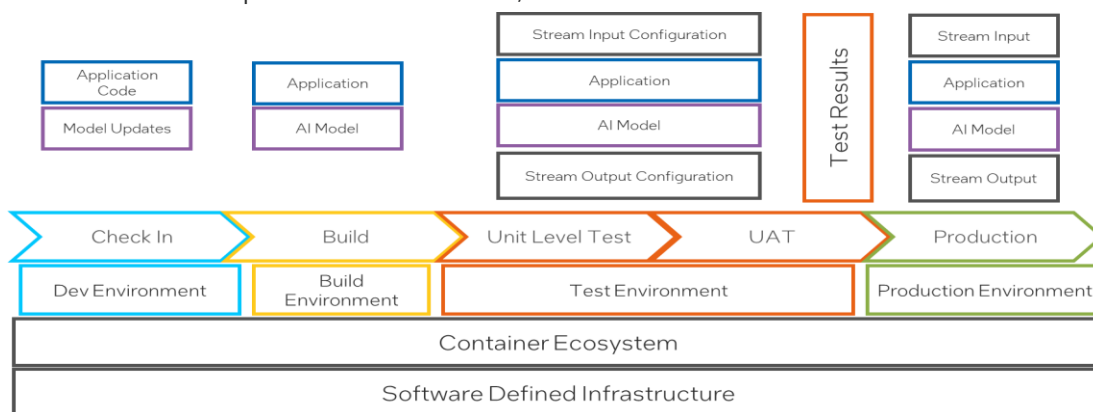 Stream Input Configuration
Stream Input
Application
Code
Application
Application
Application
Model Updates
AI Model
AI Model
AI Model
Stream Output Configuration
Stream Output
Test Results
Check In
Build
Unit Level Test
UAT
Production
Dev Environment
Build
Environment
Test Environment
Production Environment
Container Ecosystem
Software Defined Infrastructure